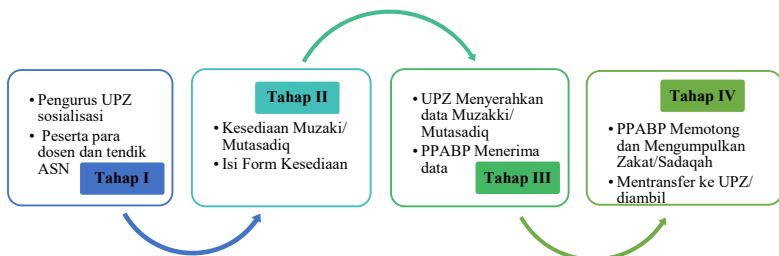 • Pengurus UPZ
sosialisasi
• Peserta para
dosen dan tendik
ASN
Tahap I
Tahap II
• Kesediaan Muzaki/
Mutasadiq
• Isi Form Kesediaan
• UPZ Menyerahkan
data Muzakki/
Mutasadiq
• PPABP Menerima
data
Tahap III
Tahap IV
• PPABP Memotong
dan Mengumpulkan
Zakat/Sadaqah
• Mentransfer ke UPZ/
diambil